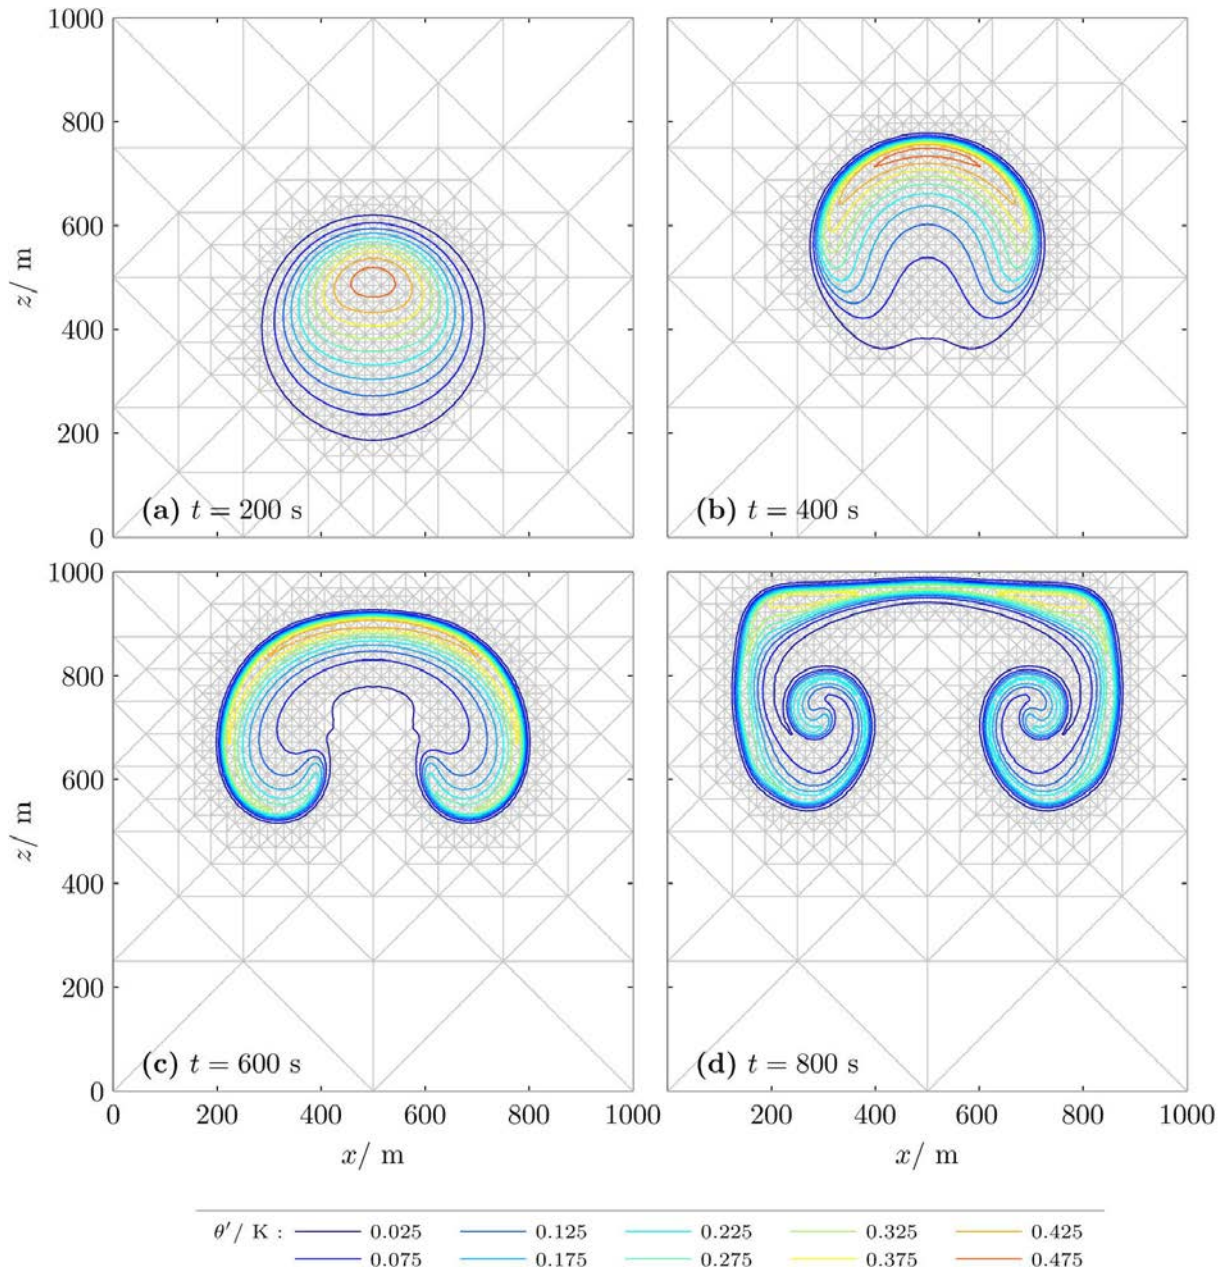 1000
800
600
400
200
0
z/ m
(a) t = 200 s
(b) t = 400 s
1000
800
600
400
200
0
z/ m
(c) t = 600 s
(d) t = 800 s
0 200 400 600 800 1000
200 400 600 800 1000
x/ m
x/ m
θ′/ K : 0.025 0.125 0.225 0.325 0.425
0.075 0.175 0.275 0.375 0.475